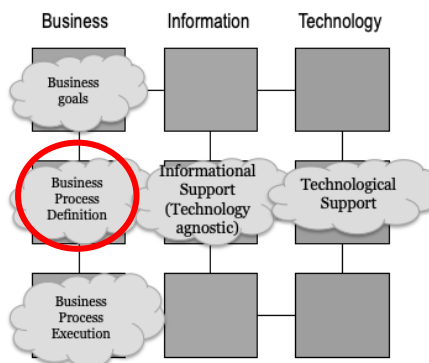 Business Information Technology
Business
goals
Business
Process
Definition
Informational
Support
(Technology
agnostic)
Technological
Support
Business
Process
Execution